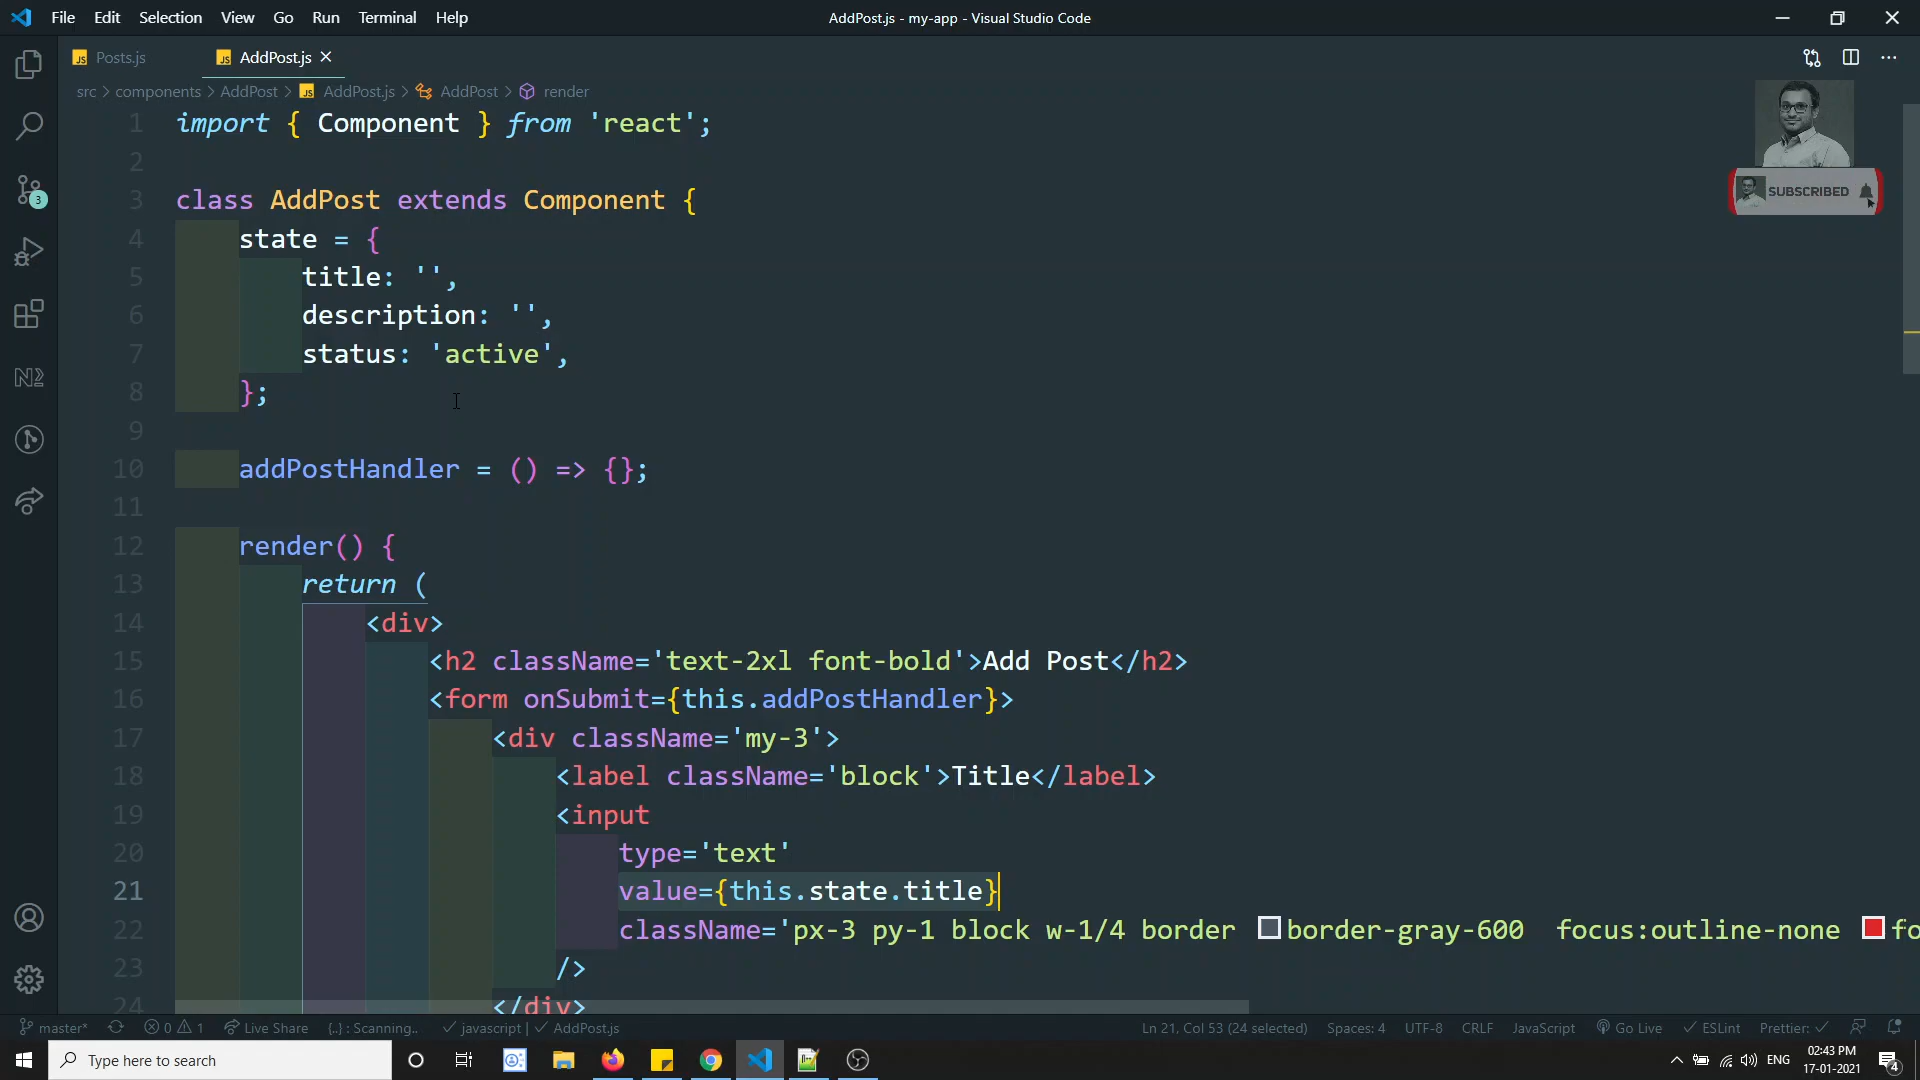 File Edit Selection View Go Run Terminal Help
AddPost.js - my-app - Visual Studio Code
JS Posts.js
JS AddPost.js
src > components > AddPost > JS AddPost.js > AddPost > render
1 import { Component } from 'react';
2
3 class AddPost extends Component {
4 state = {
5 title: '',
6 description: '',
7 status: 'active',
8 };
9
10 addPostHandler = () => {};
11
12 render() {
13 return (
14 <div>
15 <h2 className='text-2xl font-bold'>Add Post</h2>
16 <form onSubmit={this.addPostHandler}>
17 <div className='my-3'>
18 <label className='block'>Title</label>
19 <input
20 type='text'
21 value={this.state.title}
22 className='px-3 py-1 block w-1/4 border border-gray-600 focus:outline-none fo
23 />
24 </div>
SUBSCRIBED
3
master* 0 1 Live Share {..} : Scanning.. javascript | AddPost.js
Ln 21, Col 53 (24 selected) Spaces: 4 UTF-8 CRLF JavaScript Go Live ESLint Prettier:
Type here to search
ENG
02:43 PM
17-01-2021
4